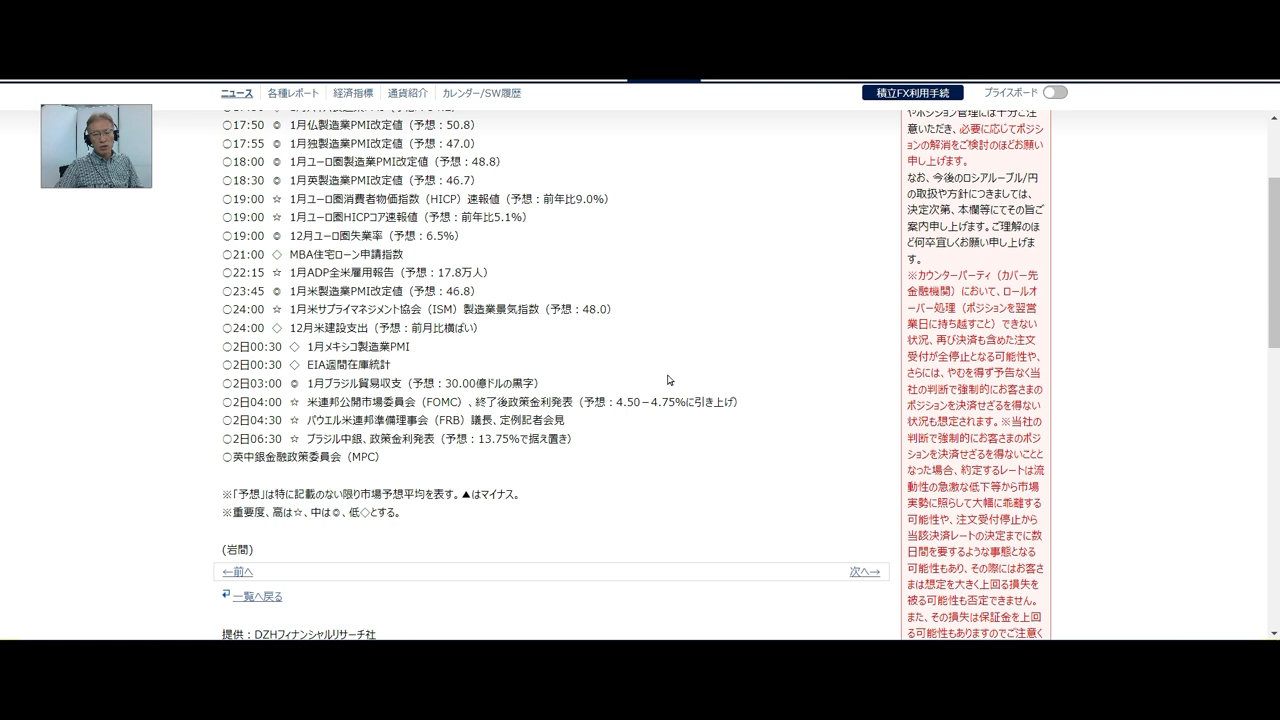 ニュース 各種レポート 経済指標 通貨紹介 カレンダー/SW履歴 積立FX利用手続 プライスボード
○17:50 ◎ 1月仏製造業PMI改定値（予想：50.8）
○17:55 ◎ 1月独製造業PMI改定値（予想：47.0）
○18:00 ◎ 1月ユーロ圏製造業PMI改定値（予想：48.8）
○18:30 ◎ 1月英製造業PMI改定値（予想：46.7）
○19:00 ☆ 1月ユーロ圏消費者物価指数（HICP）速報値（予想：前年比9.0%）
○19:00 ☆ 1月ユーロ圏HICPコア速報値（予想：前年比5.1%）
○19:00 ◎ 12月ユーロ圏失業率（予想：6.5%）
○21:00 ◇ MBA住宅ローン申請指数
○22:15 ☆ 1月ADP全米雇用報告（予想：17.8万人）
○23:45 ◎ 1月米製造業PMI改定値（予想：46.8）
○24:00 ☆ 1月米サプライマネジメント協会（ISM）製造業景気指数（予想：48.0）
○24:00 ◇ 12月米建設支出（予想：前月比横ばい）
○2日00:30 ◇ 1月メキシコ製造業PMI
○2日00:30 ◇ EIA週間在庫統計
○2日03:00 ◎ 1月ブラジル貿易収支（予想：30.00億ドルの黒字）
○2日04:00 ☆ 米連邦公開市場委員会（FOMC）、終了後政策金利発表（予想：4.50－4.75%に引き上げ）
○2日04:30 ☆ パウエル米連邦準備理事会（FRB）議長、定例記者会見
○2日06:30 ☆ ブラジル中銀、政策金利発表（予想：13.75%で据え置き）
○英中銀金融政策委員会（MPC）
※「予想」は特に記載のない限り市場予想平均を表す。▲はマイナス。
※重要度、高は☆、中は◎、低◇とする。
(岩間)
←前へ 次へ→
一覧へ戻る
提供：DZHフィナンシャルリサーチ社
やポジション管理には十分ご注
意いただき、必要に応じてポジシ
ョンの解消をご検討のほどお願い
申し上げます。
なお、今後のロシアルーブル/円
の取扱や方針につきましては、
決定次第、本欄等にてその旨ご
案内申し上げます。ご理解のほ
ど何卒宜しくお願い申し上げま
す。
※カウンターパーティ（カバー先
金融機関）において、ロールオ
ーバー処理（ポジションを翌営
業日に持ち越すこと）できない
状況、再び決済も含めた注文
受付が全停止となる可能性や、
さらには、やむを得ず予告なく当
社の判断で強制的にお客さまの
ポジションを決済せざるを得ない
状況も想定されます。※当社の
判断で強制的にお客さまのポジ
ションを決済せざるを得ないことと
なった場合、約定するレートは流
動性の急激な低下等から市場
実勢に照らして大幅に乖離する
可能性や、注文受付停止から
当該決済レートの決定までに数
日間を要するような事態となる
可能性もあり、その際にはお客さ
まは想定を大きく上回る損失を
被る可能性も否定できません。
また、その損失は保証金を上回
る可能性もありますのでご注意く